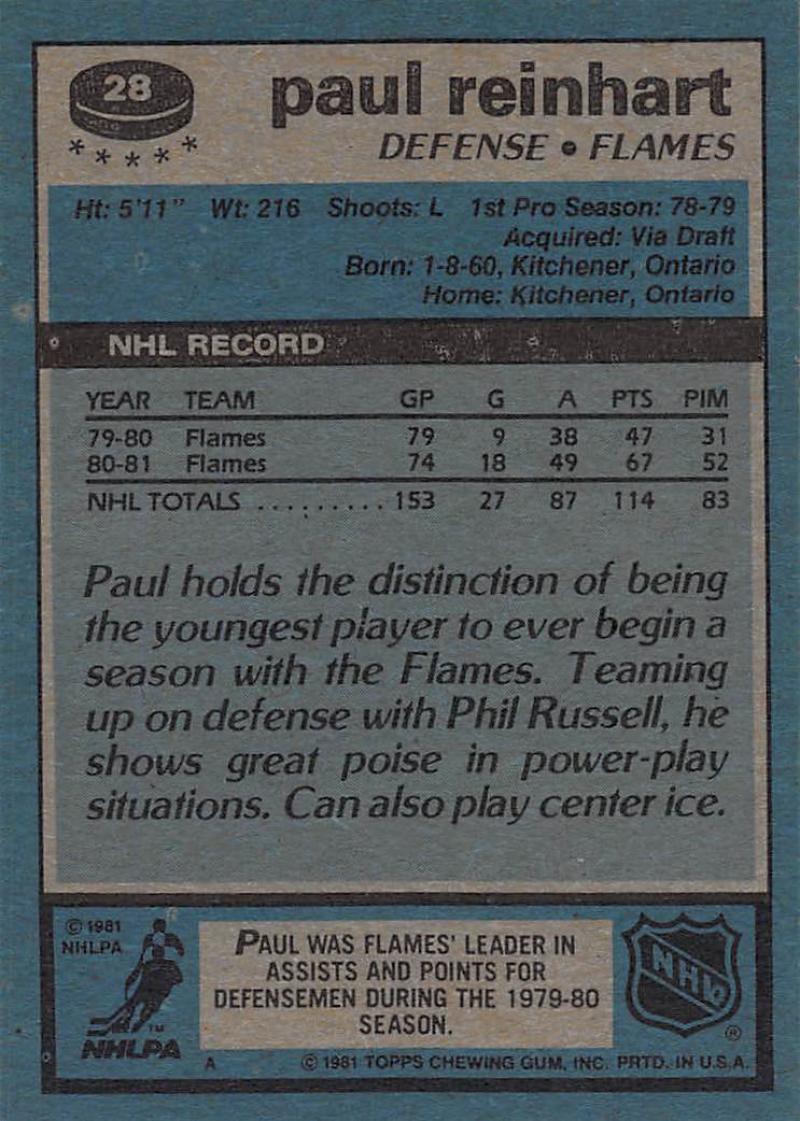 28
paul reinhart
DEFENSE • FLAMES
Ht: 5'11" Wt: 216 Shoots: L 1st Pro Season: 78-79
Acquired: Via Draft
Born: 1-8-60, Kitchener, Ontario
Home: Kitchener, Ontario
NHL RECORD
YEAR TEAM GP G A PTS PIM
79-80 Flames 79 9 38 47 31
80-81 Flames 74 18 49 67 52
NHL TOTALS .......... 153 27 87 114 83
Paul holds the distinction of being
the youngest player to ever begin a
season with the Flames. Teaming
up on defense with Phil Russell, he
shows great poise in power-play
situations. Can also play center ice.
© 1981
NHLPA
TM
NHLPA
PAUL WAS FLAMES' LEADER IN
ASSISTS AND POINTS FOR
DEFENSEMEN DURING THE 1979-80
SEASON.
NHL
®
A © 1981 TOPPS CHEWING GUM, INC. PRTD. IN U.S.A.